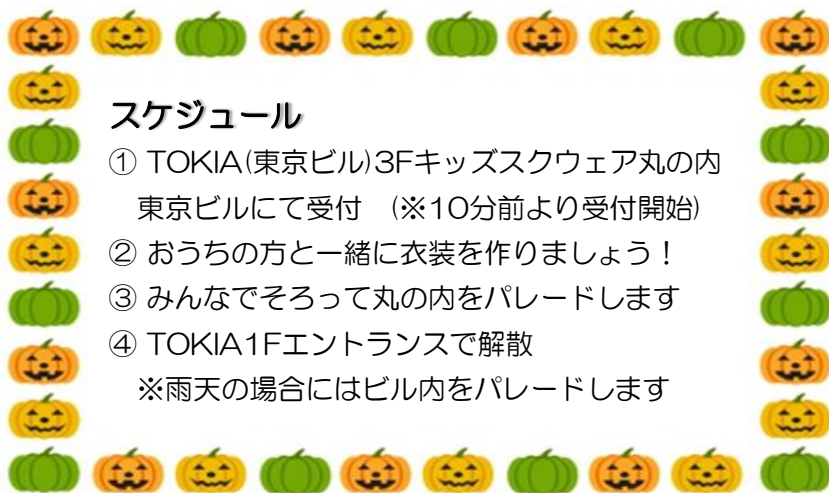 スケジュール
① TOKIA(東京ビル)3Fキッズスクウェア丸の内
東京ビルにて受付　(※10分前より受付開始)
② おうちの方と一緒に衣装を作りましょう！
③ みんなでそろって丸の内をパレードします
④ TOKIA1Fエントランスで解散
※雨天の場合にはビル内をパレードします